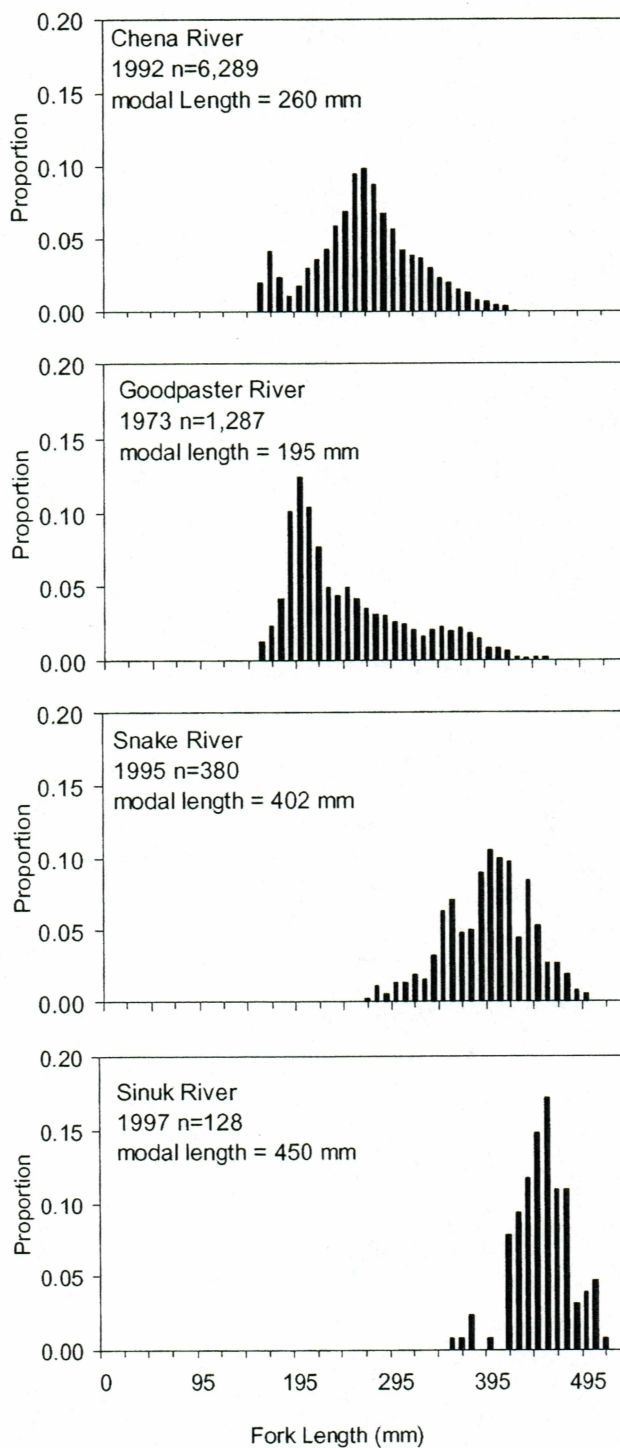 0.20
Chena River
1992 n=6,289
modal Length = 260 mm
0.15
0.10
0.05
0.00
Proportion
0.20
Goodpaster River
1973 n=1,287
modal length = 195 mm
0.15
0.10
0.05
0.00
Proportion
0.20
Snake River
1995 n=380
modal length = 402 mm
0.15
0.10
0.05
0.00
Proportion
0.20
Sinuk River
1997 n=128
modal length = 450 mm
0.15
0.10
0.05
0.00
Proportion
0 95 195 295 395 495
Fork Length (mm)